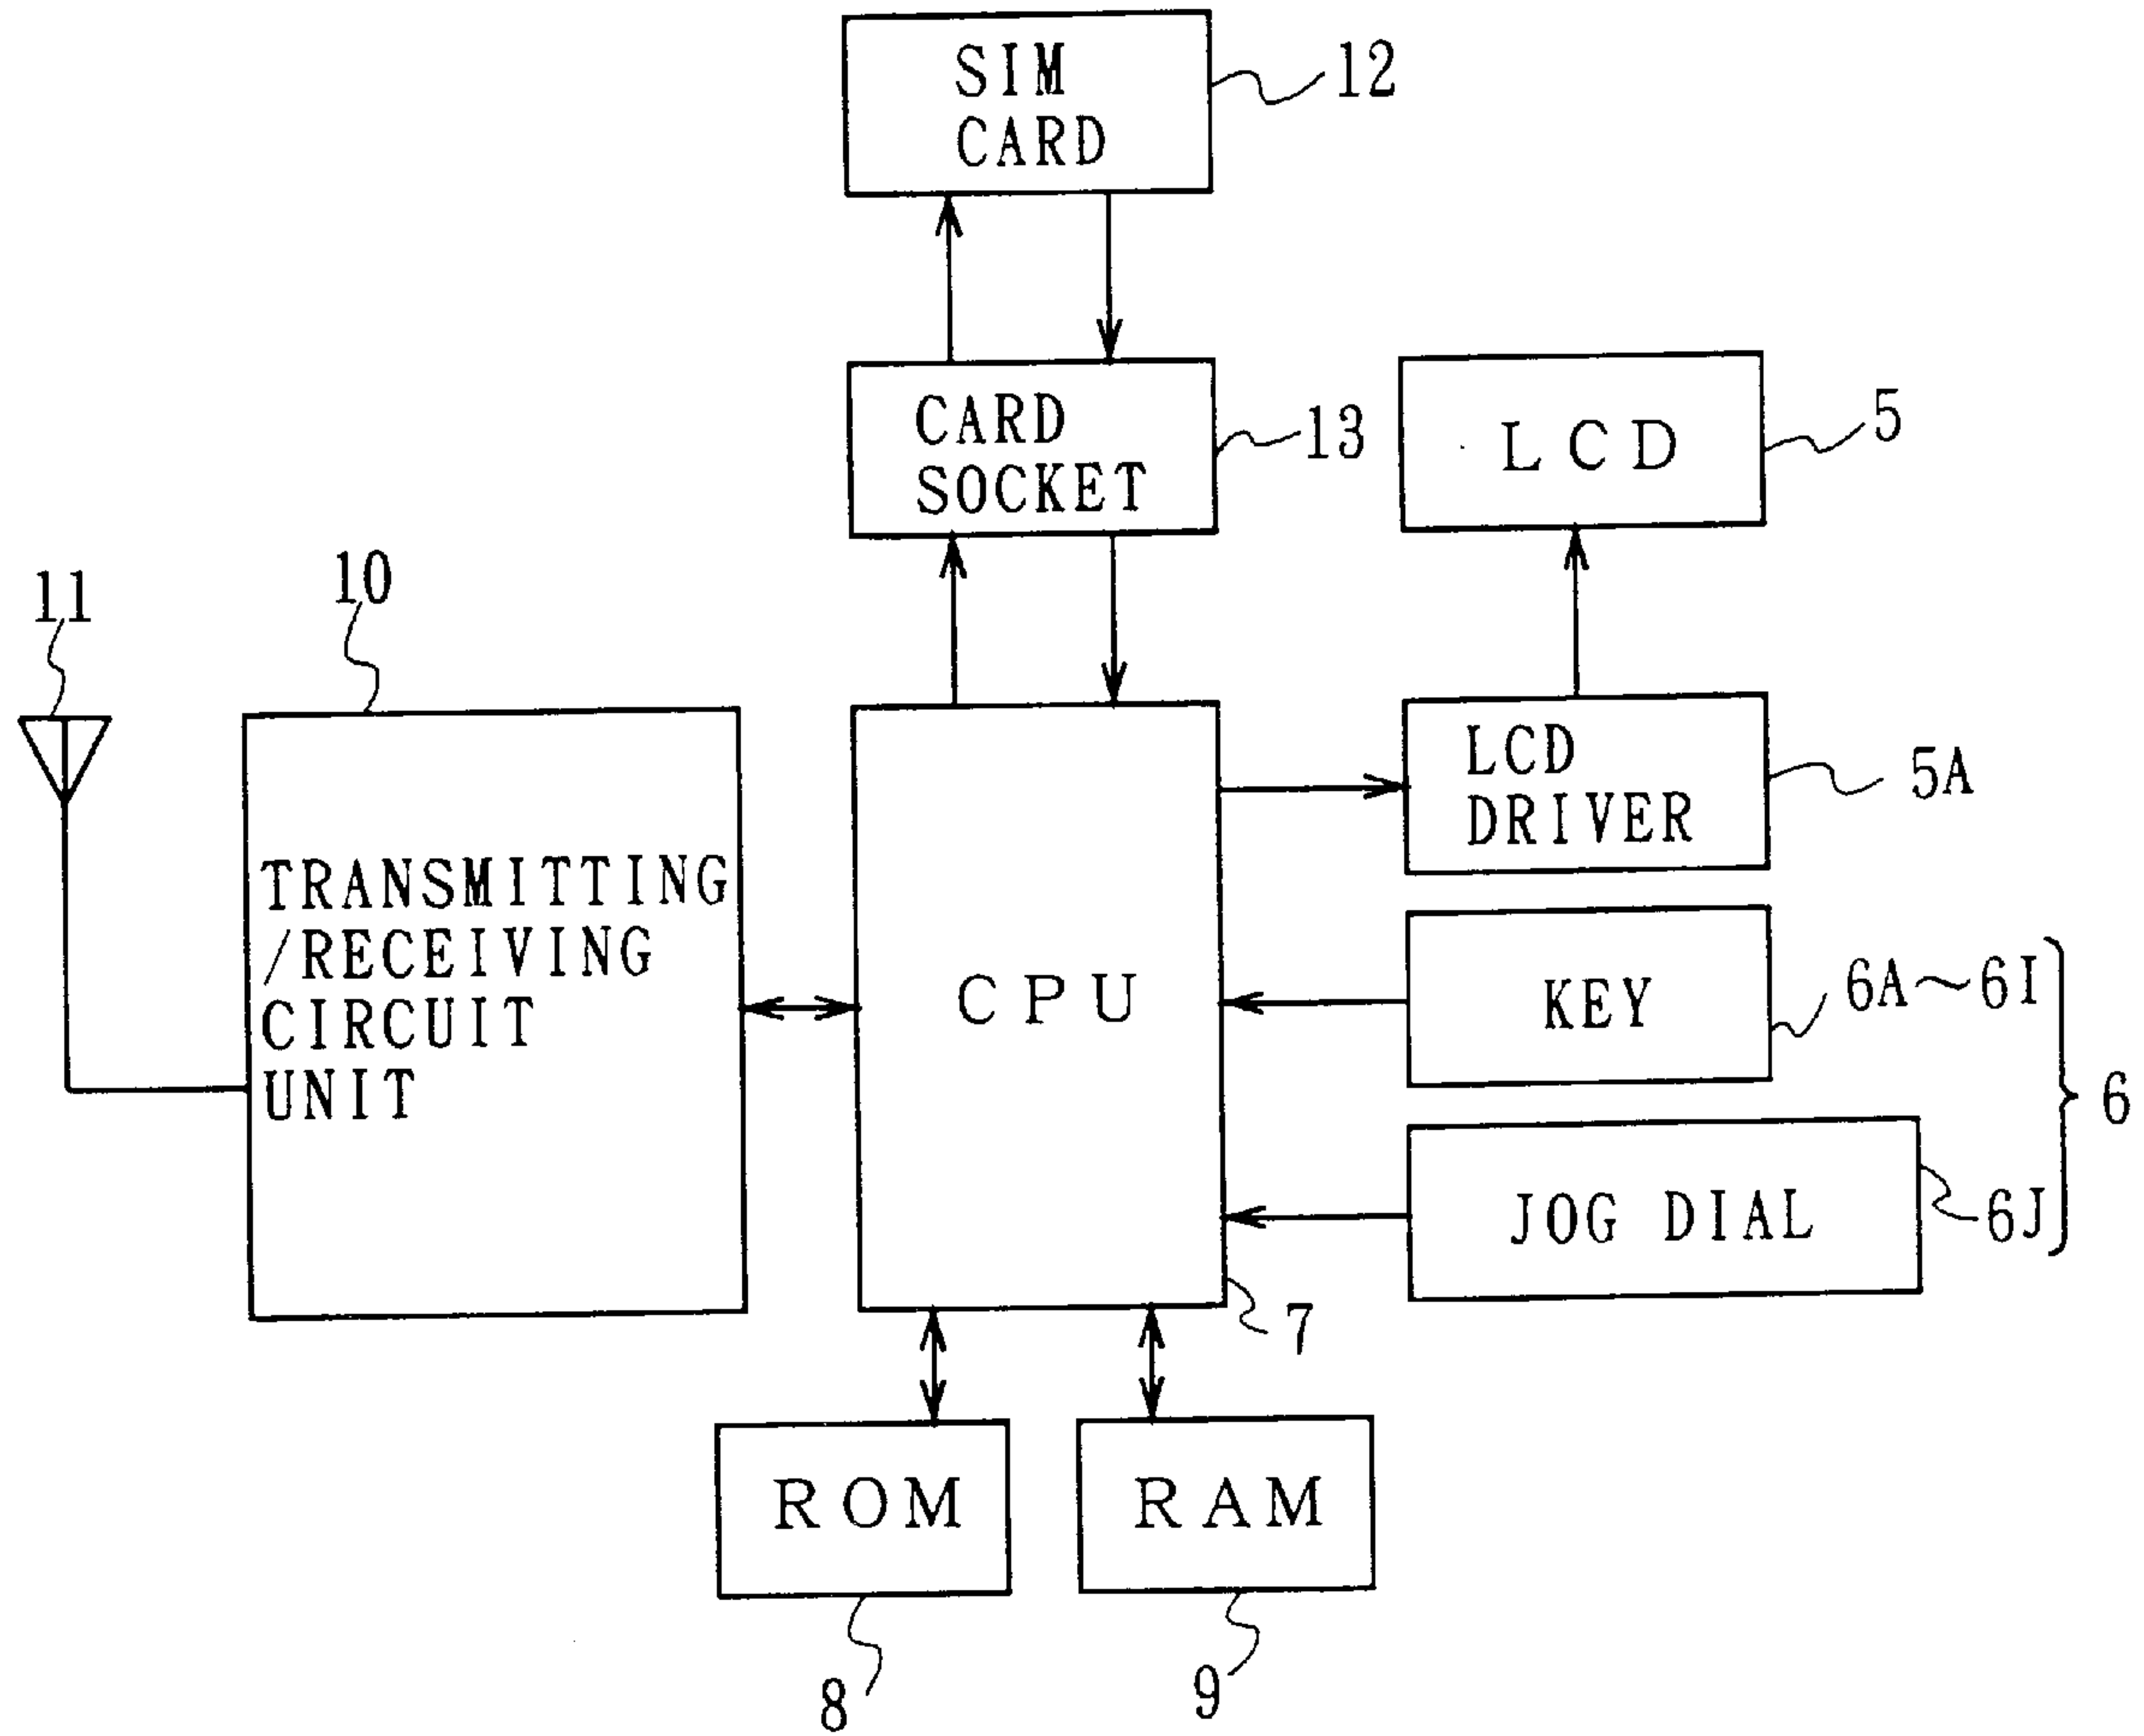 SIM
CARD
12
CARD
SOCKET
13
LCD
5
11
10
TRANSMITTING
/RECEIVING
CIRCUIT
UNIT
CPU
7
LCD
DRIVER
5A
KEY
6A~6I
JOG DIAL
6J
6
ROM
8
RAM
9